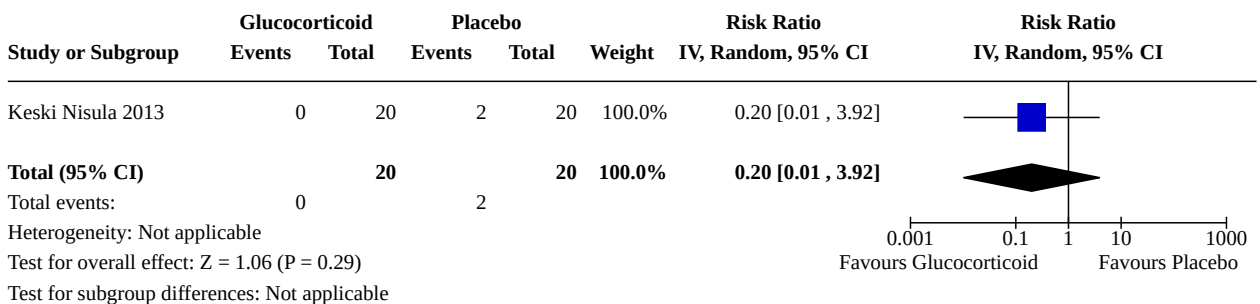 Glucocorticoid Placebo Risk Ratio Risk Ratio
Study or Subgroup Events Total Events Total Weight IV, Random, 95% CI IV, Random, 95% CI
Keski Nisula 2013 0 20 2 20 100.0% 0.20 [0.01 , 3.92]
Total (95% CI) 20 20 100.0% 0.20 [0.01 , 3.92]
Total events: 0 2
Heterogeneity: Not applicable 0.001 0.1 1 10 1000
Test for overall effect: Z = 1.06 (P = 0.29) Favours Glucocorticoid Favours Placebo
Test for subgroup differences: Not applicable